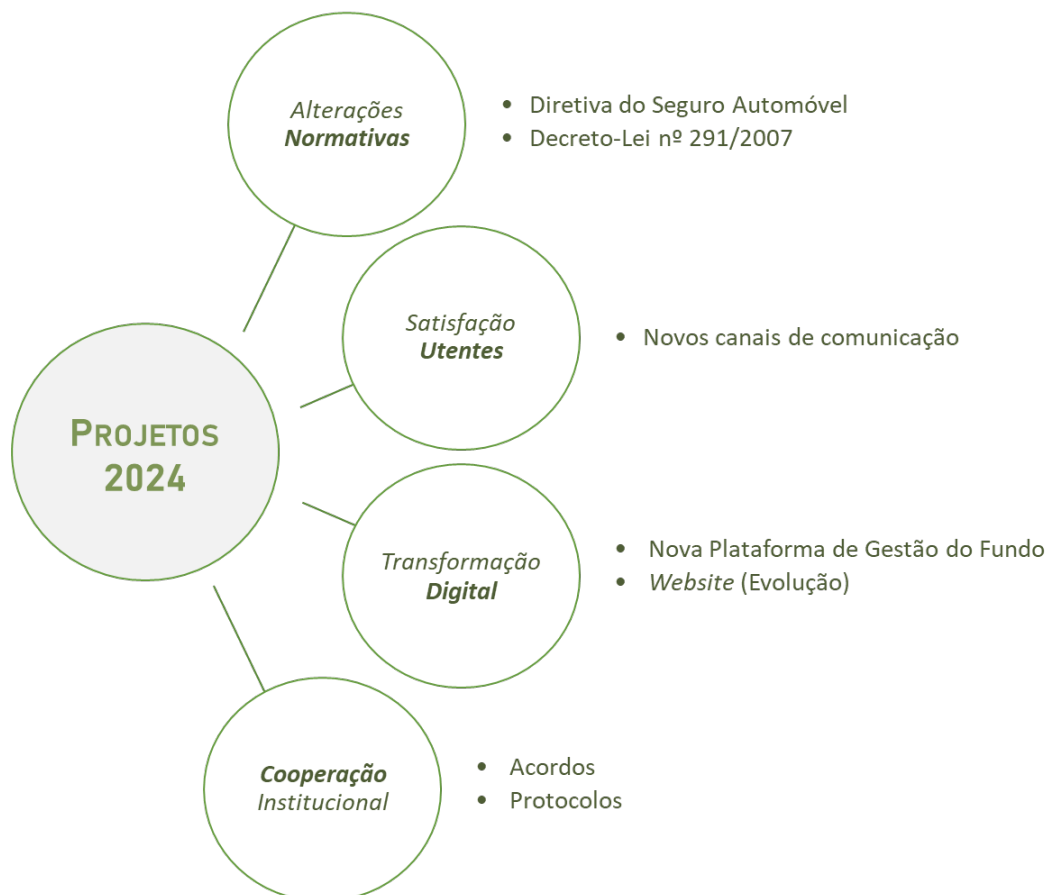 Alterações
Normativas
• Diretiva do Seguro Automóvel
• Decreto-Lei nº 291/2007
Satisfação
Utentes
• Novos canais de comunicação
PROJETOS
2024
Transformação
Digital
• Nova Plataforma de Gestão do Fundo
• Website (Evolução)
Cooperação
Institucional
• Acordos
• Protocolos